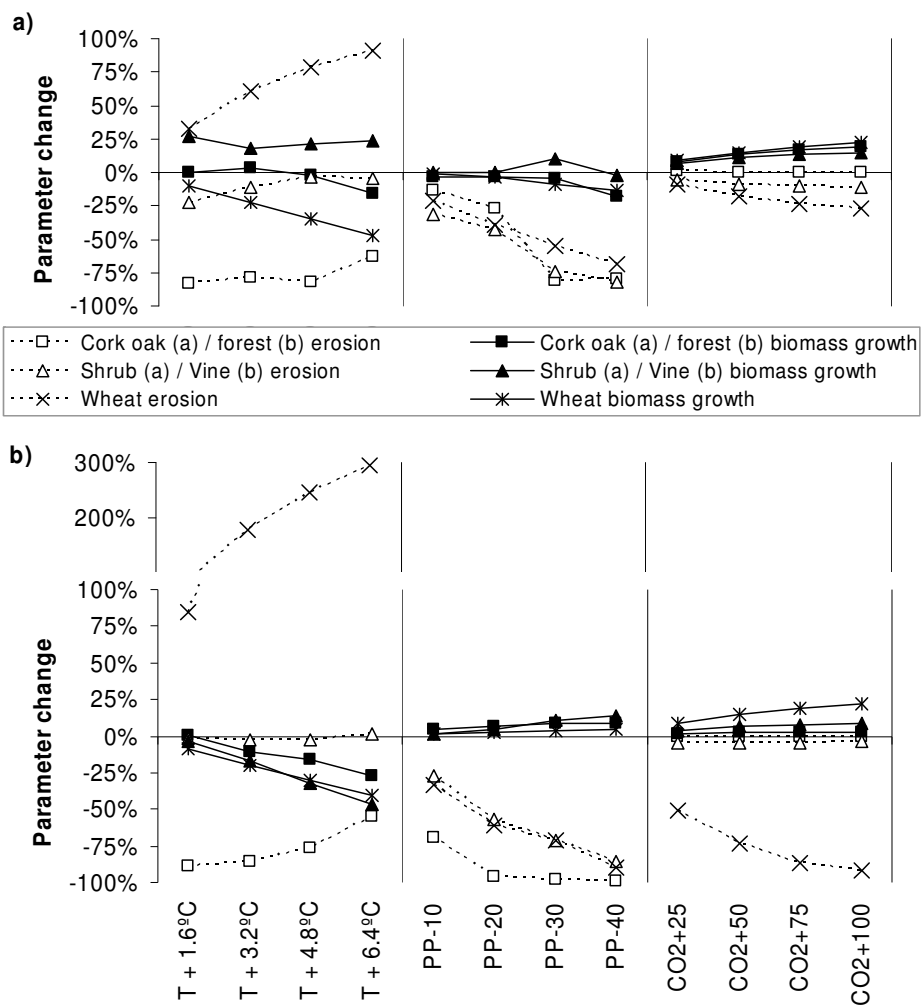 a)
100%
75%
50%
25%
0%
-25%
-50%
-75%
-100%
Parameter change
Cork oak (a) / forest (b) erosion
Cork oak (a) / forest (b) biomass growth
Shrub (a) / Vine (b) erosion
Shrub (a) / Vine (b) biomass growth
Wheat erosion
Wheat biomass growth
b)
300%
200%
100%
75%
50%
25%
0%
-25%
-50%
-75%
-100%
Parameter change
T + 1.6ºC
T + 3.2ºC
T + 4.8ºC
T + 6.4ºC
PP-10
PP-20
PP-30
PP-40
CO2+25
CO2+50
CO2+75
CO2+100